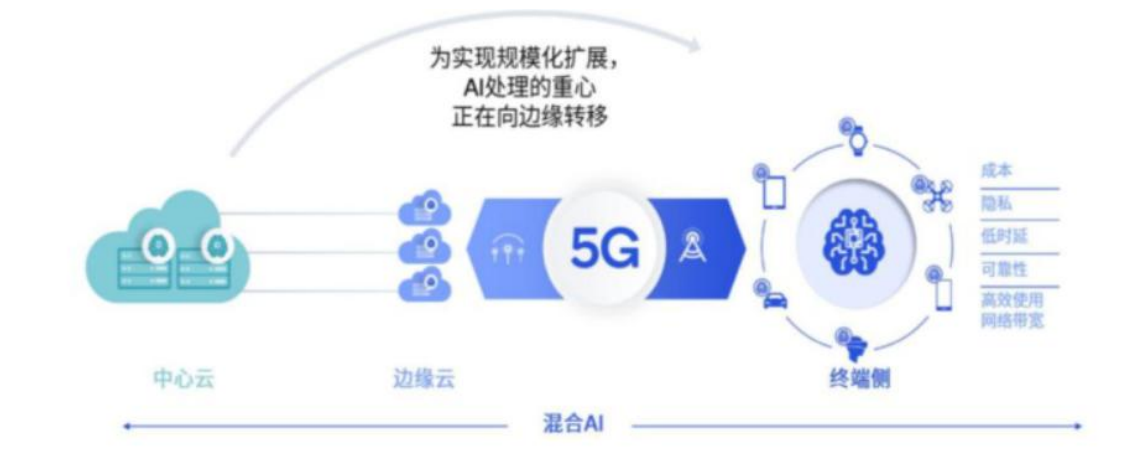 为实现规模化扩展，
AI处理的重心
正在向边缘转移
5G
成本
隐私
低时延
可靠性
高效使用
网络带宽
中心云
边缘云
终端侧
混合AI